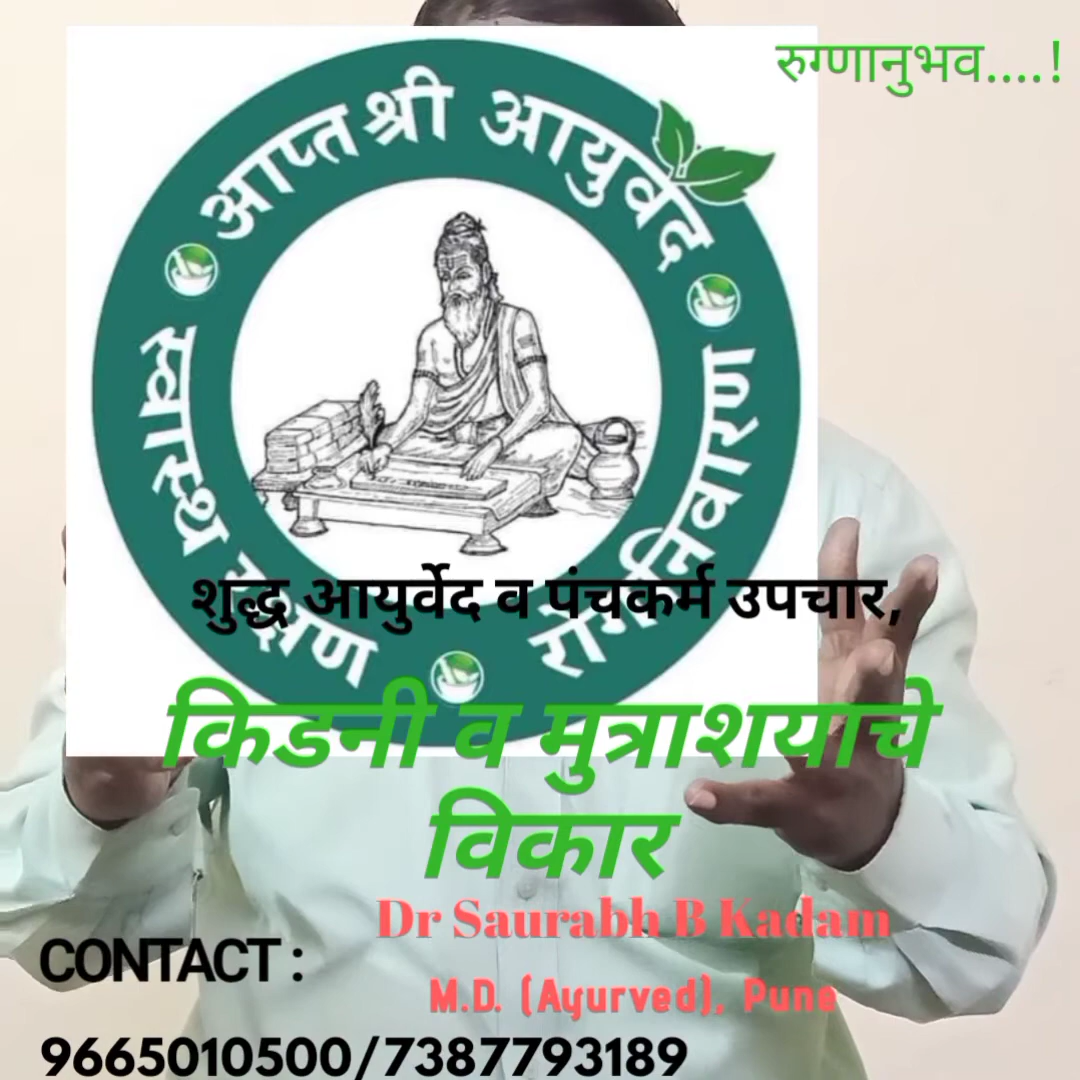 रुग्णानुभव....!
आप्तश्री आयुर्वेद
स्वास्थ रक्षण
रोगनिवारण
शुद्ध आयुर्वेद व पंचकर्म उपचार,
किडनी व मुत्राशयाचे
विकार
Dr Saurabh B Kadam
M.D. (Ayurved), Pune
CONTACT :
9665010500/7387793189